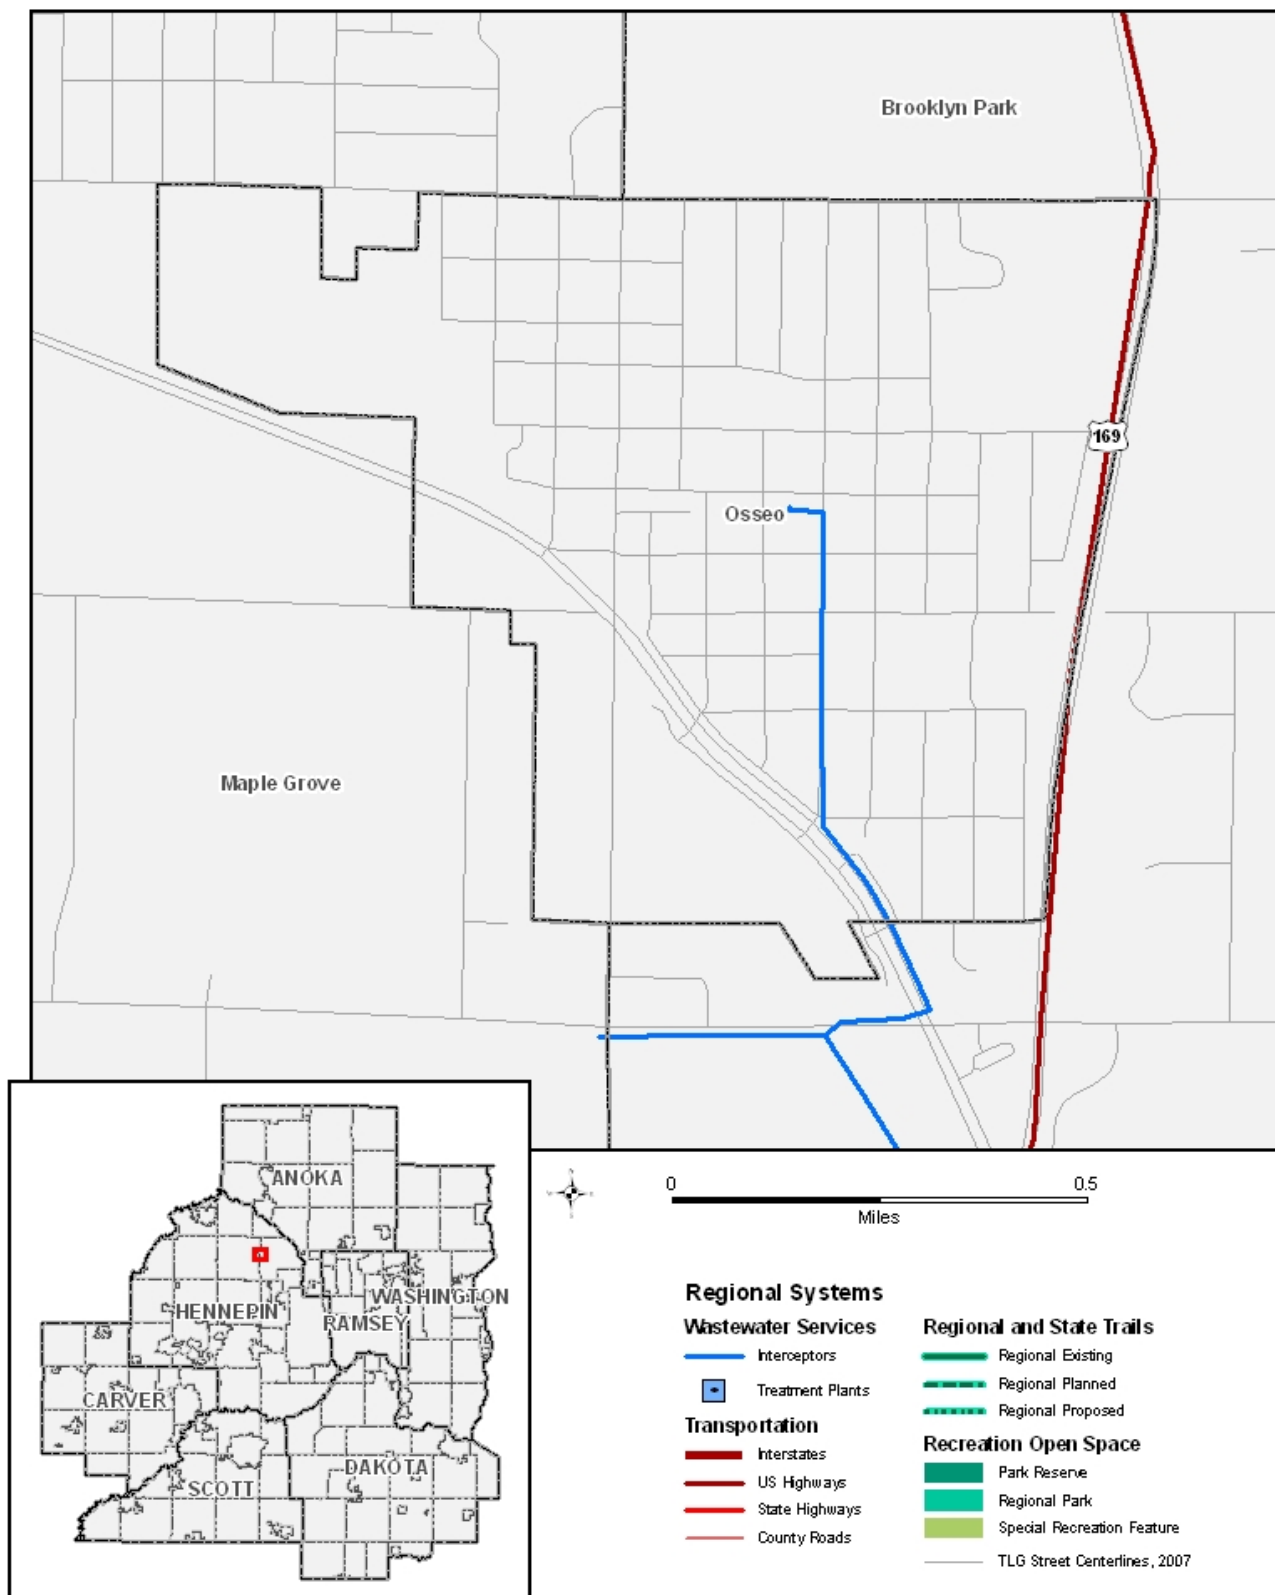 Brooklyn Park
169
Osseo
Maple Grove
ANOKA
HENNEPIN
WASHINGTON
RAMSEY
CARVER
SCOTT
DAKOTA
0 0.5
Miles
Regional Systems
Wastewater Services
Interceptors
Treatment Plants
Transportation
Interstates
US Highways
State Highways
County Roads
Regional and State Trails
Regional Existing
Regional Planned
Regional Proposed
Recreation Open Space
Park Reserve
Regional Park
Special Recreation Feature
TLG Street Centerlines, 2007